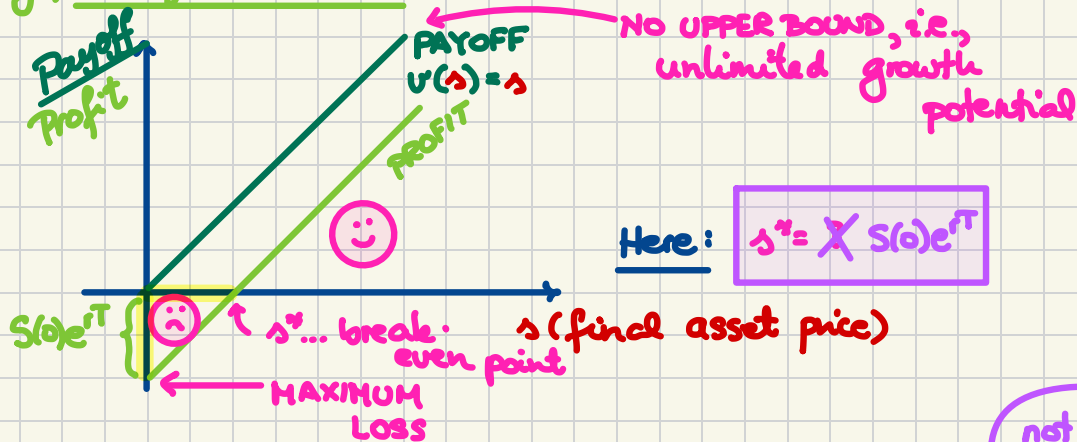 Payoff
Profit
PAYOFF
v(s) = s
PROFIT
NO UPPER BOUND, i.e.,
unlimited growth
potential
Here:
s*= S(0)e^rT
S(0)e^rT
s*... break.
even point
s (final asset price)
MAXIMUM
LOSS
not